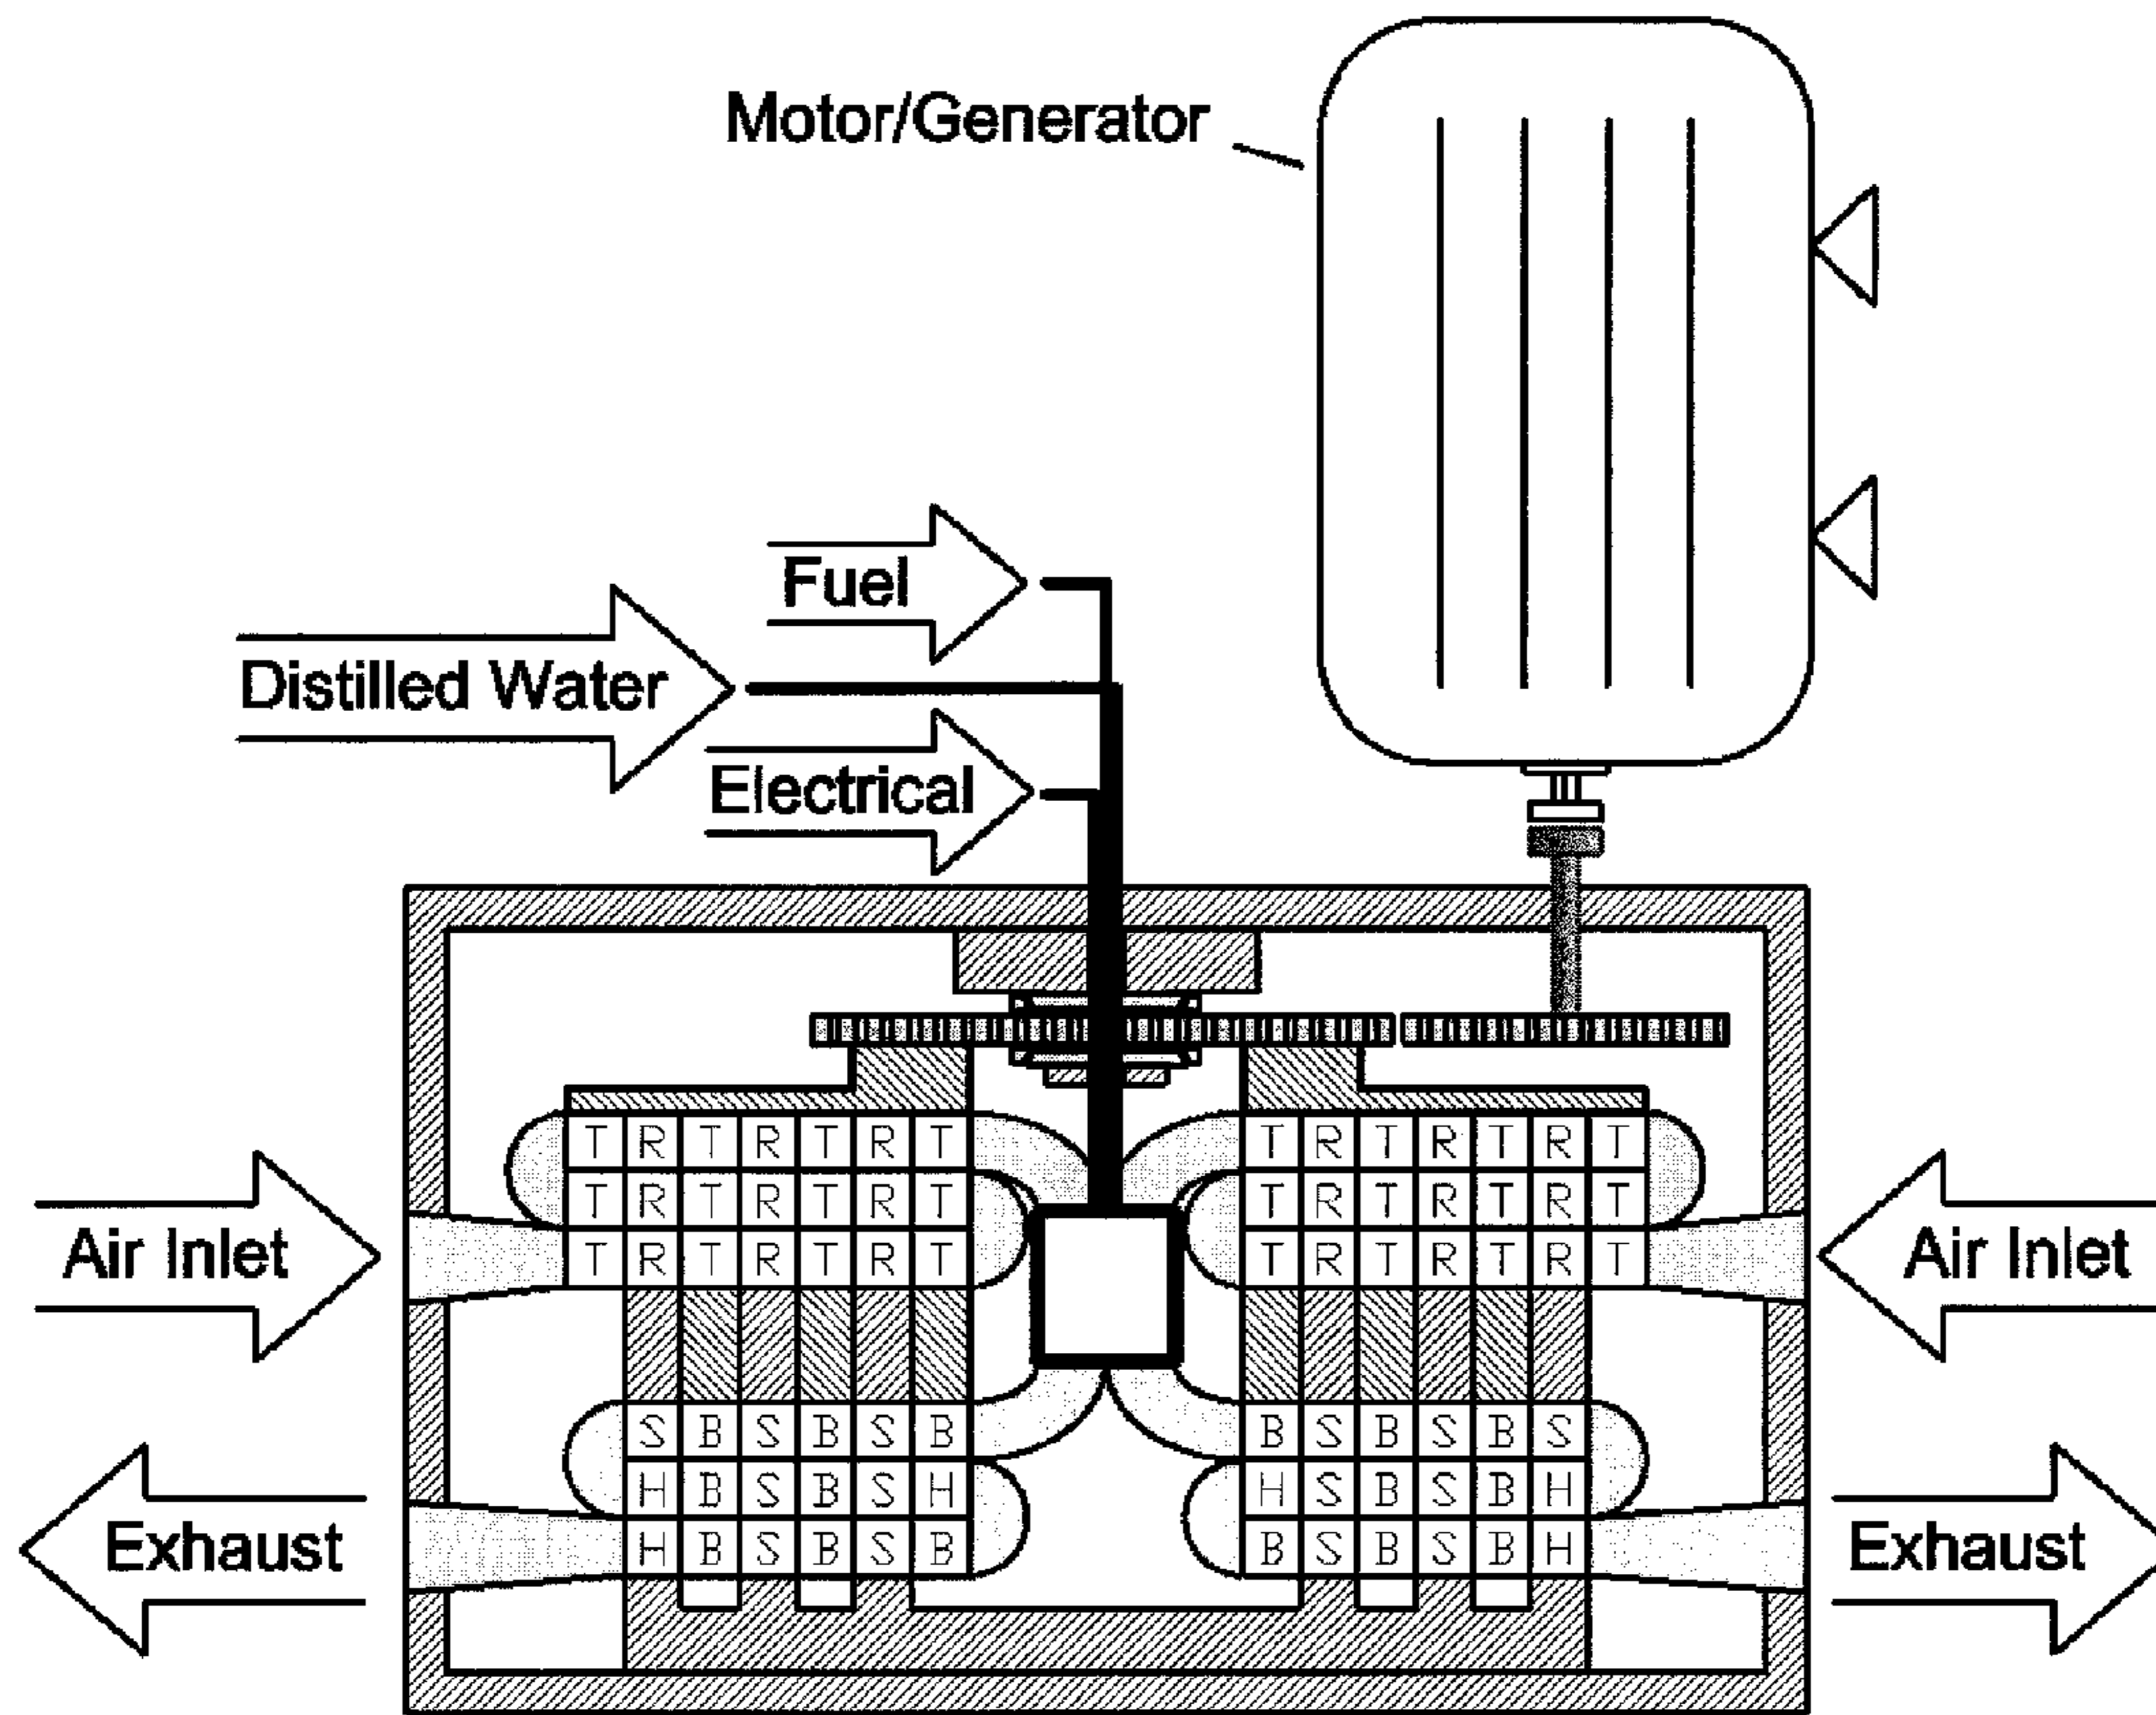 Motor/Generator
Fuel
Distilled Water
Electrical
T R T R T R T T R T R T R T
T R T R T R T T R T R T R T
Air Inlet T R T R T R T T R T R T R T Air Inlet
S B S B S B B S B S B S
H B S B S H H S B S B H
Exhaust H B S B S B B S B S B H Exhaust